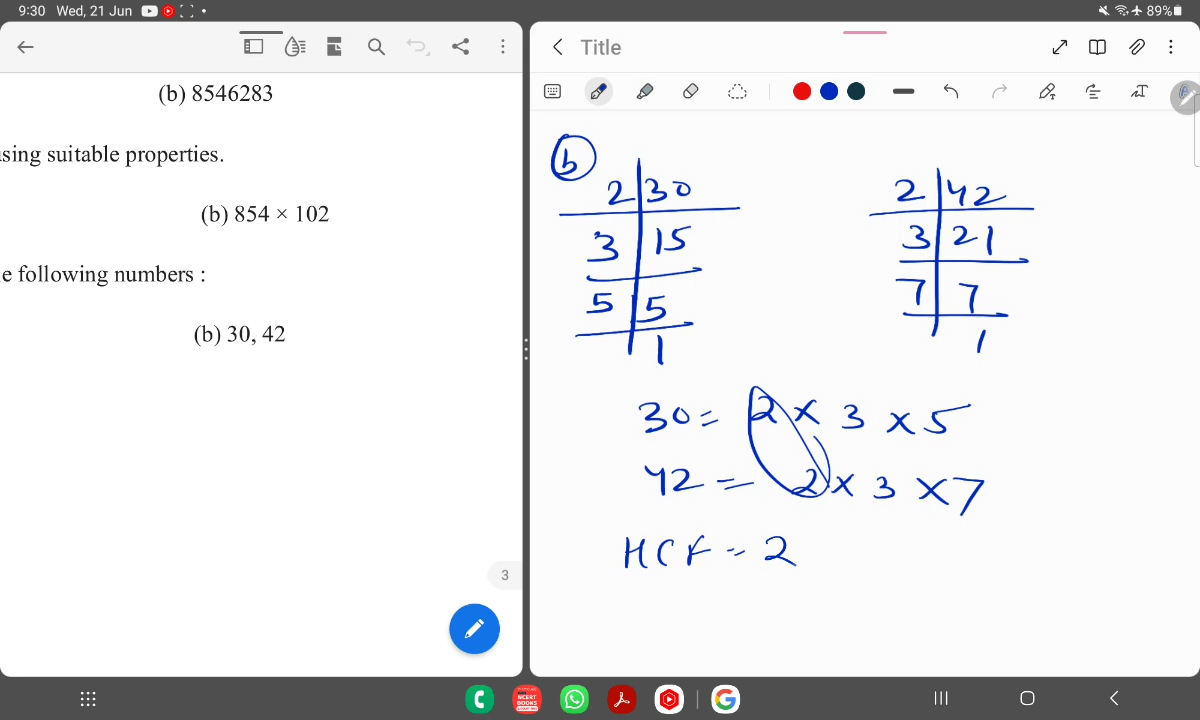 9:30 Wed, 21 Jun
89%
(b) 8546283
sing suitable properties.
(b) 854 × 102
e following numbers :
(b) 30, 42
3
Title
b
2 | 30
3 | 15
5 | 5
1
2 | 42
3 | 21
7 | 7
1
30 = 2 × 3 × 5
42 = 2 × 3 × 7
HCF = 2
NCERT
BOOKS